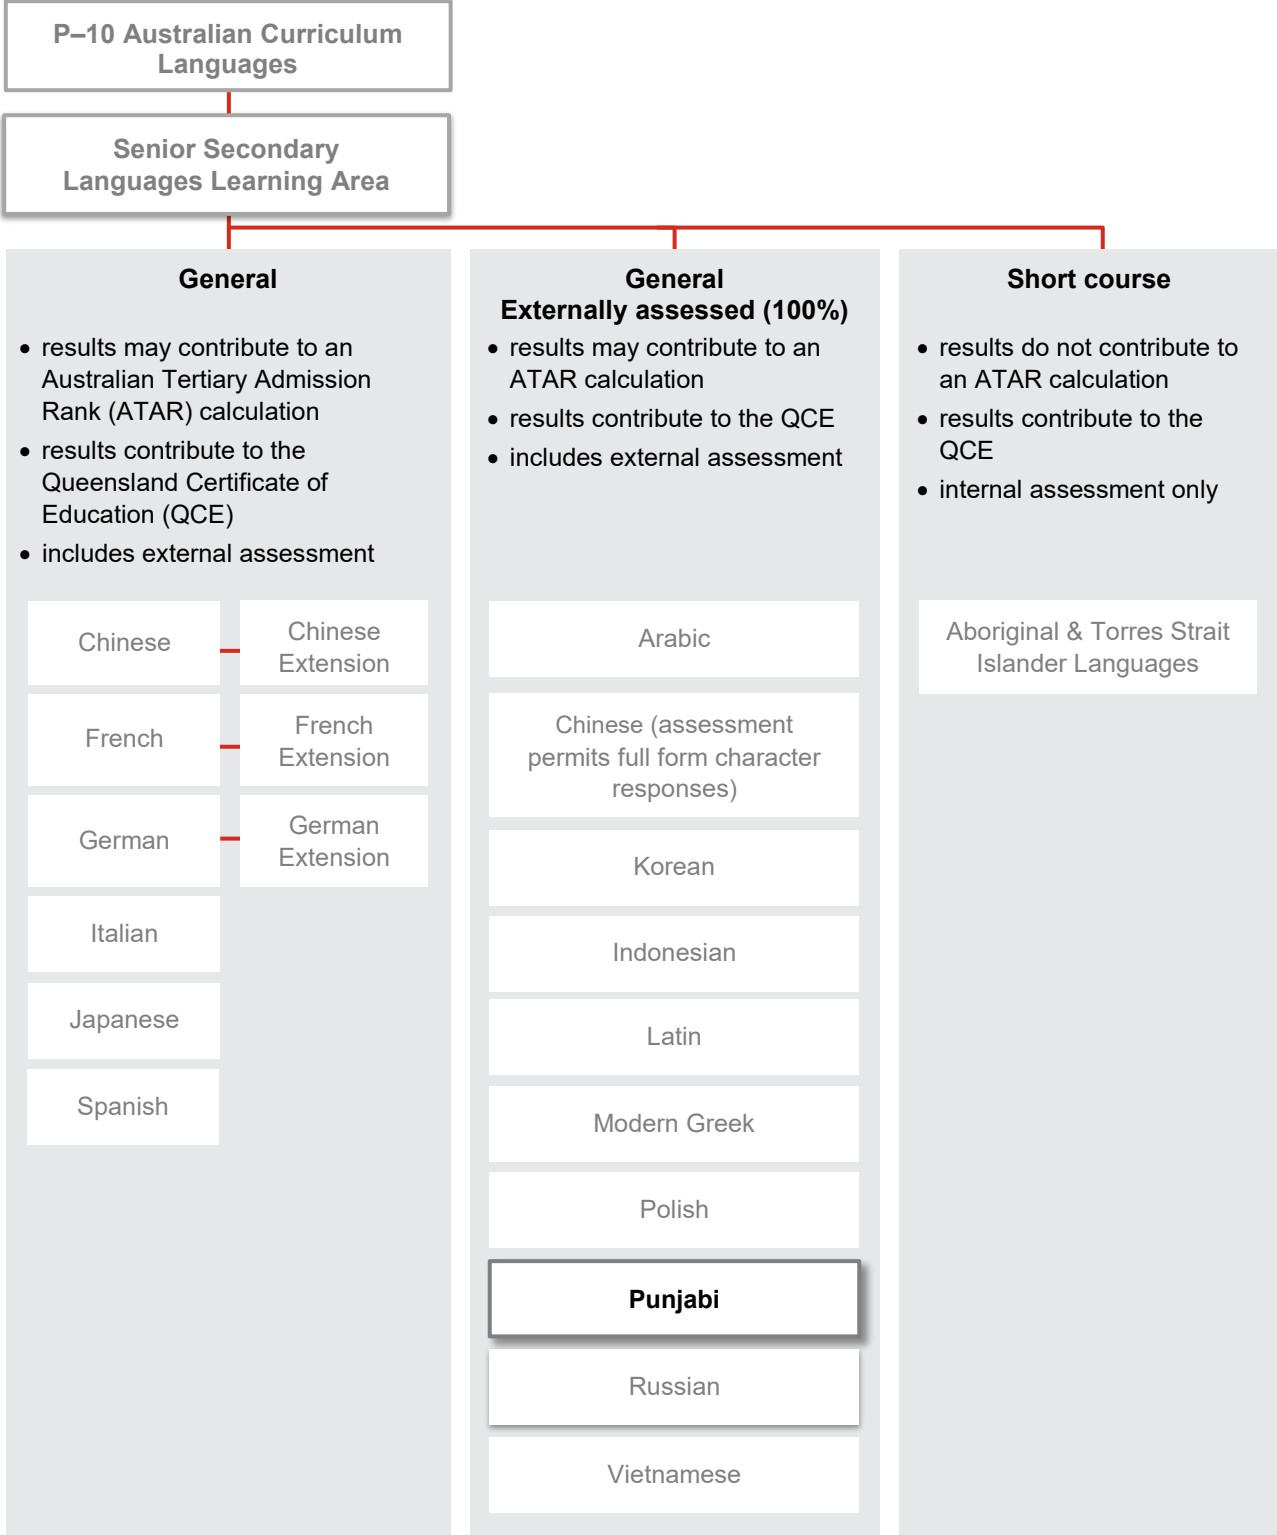 P–10 Australian Curriculum
Languages
Senior Secondary
Languages Learning Area
General
• results may contribute to an
Australian Tertiary Admission
Rank (ATAR) calculation
• results contribute to the
Queensland Certificate of
Education (QCE)
• includes external assessment
Chinese
Chinese
Extension
French
French
Extension
German
German
Extension
Italian
Japanese
Spanish
General
Externally assessed (100%)
• results may contribute to an
ATAR calculation
• results contribute to the QCE
• includes external assessment
Arabic
Chinese (assessment
permits full form character
responses)
Korean
Indonesian
Latin
Modern Greek
Polish
Punjabi
Russian
Vietnamese
Short course
• results do not contribute to
an ATAR calculation
• results contribute to the
QCE
• internal assessment only
Aboriginal & Torres Strait
Islander Languages